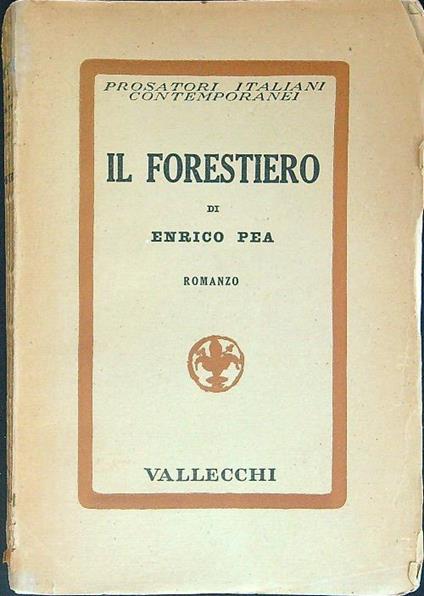 PROSATORI ITALIANI
CONTEMPORANEI
IL FORESTIERO
DI
ENRICO PEA
ROMANZO
VALLECCHI